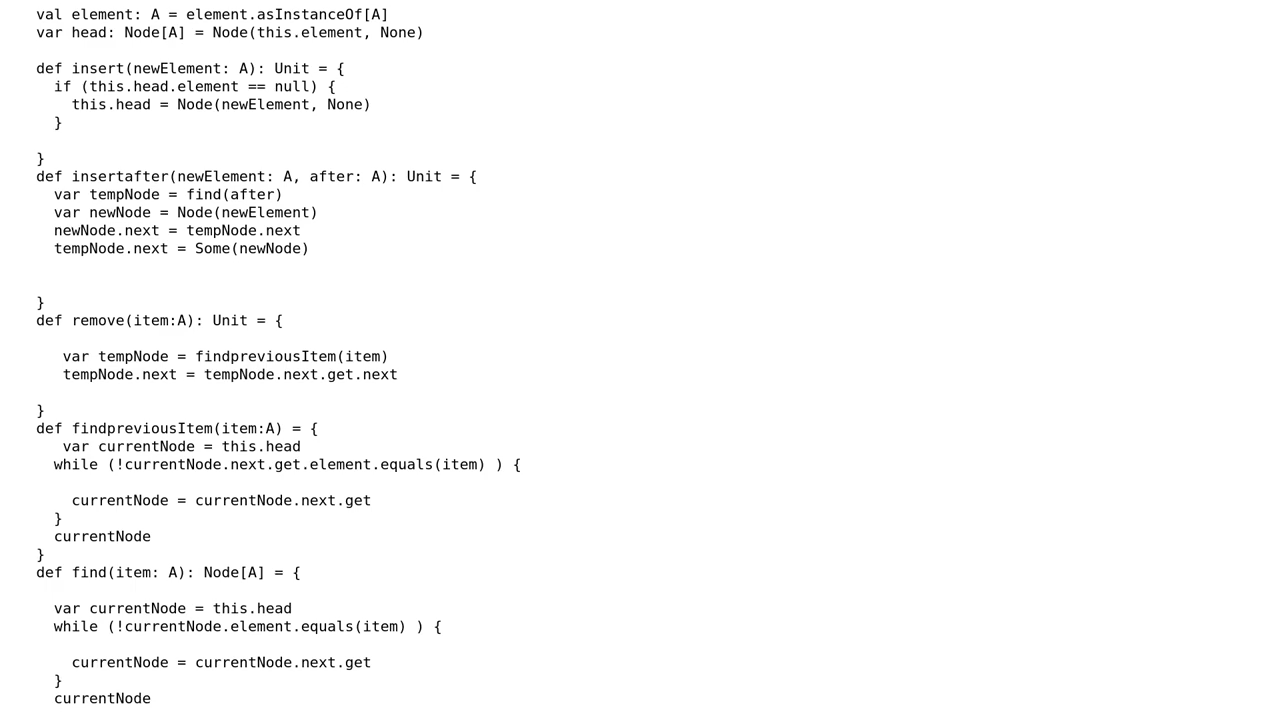 val element: A = element.asInstanceOf[A]
var head: Node[A] = Node(this.element, None)
def insert(newElement: A): Unit = {
if (this.head.element == null) {
this.head = Node(newElement, None)
}
}
def insertafter(newElement: A, after: A): Unit = {
var tempNode = find(after)
var newNode = Node(newElement)
newNode.next = tempNode.next
tempNode.next = Some(newNode)
}
def remove(item:A): Unit = {
var tempNode = findpreviousItem(item)
tempNode.next = tempNode.next.get.next
}
def findpreviousItem(item:A) = {
var currentNode = this.head
while (!currentNode.next.get.element.equals(item) ) {
currentNode = currentNode.next.get
}
currentNode
}
def find(item: A): Node[A] = {
var currentNode = this.head
while (!currentNode.element.equals(item) ) {
currentNode = currentNode.next.get
}
currentNode